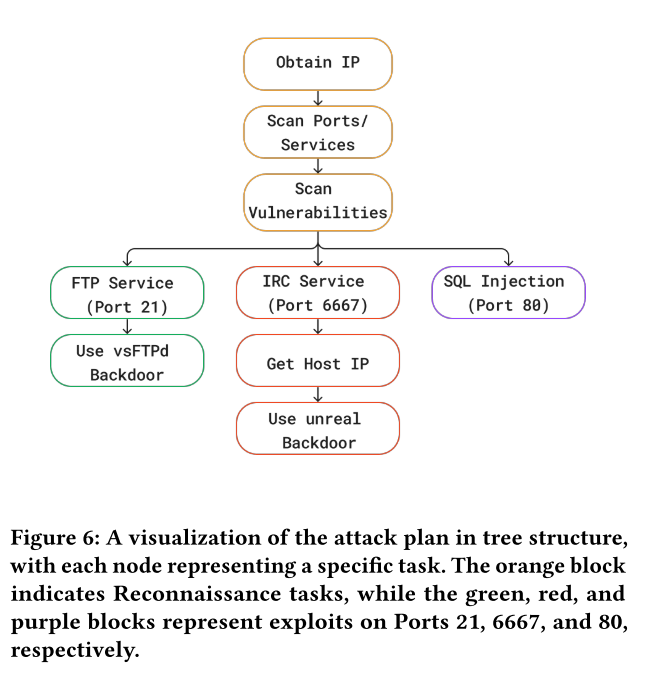 Obtain IP
Scan Ports/
Services
Scan
Vulnerabilities
FTP Service
(Port 21)
IRC Service
(Port 6667)
SQL Injection
(Port 80)
Use vsFTPd
Backdoor
Get Host IP
Use unreal
Backdoor
Figure 6: A visualization of the attack plan in tree structure,
with each node representing a specific task. The orange block
indicates Reconnaissance tasks, while the green, red, and
purple blocks represent exploits on Ports 21, 6667, and 80,
respectively.